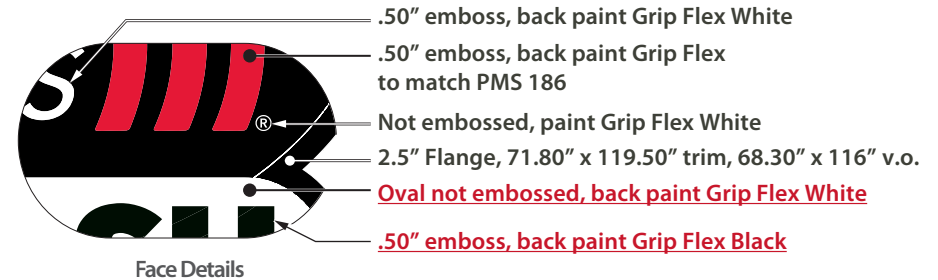 .50” emboss, back paint Grip Flex White
.50” emboss, back paint Grip Flex
to match PMS 186
S
®
Not embossed, paint Grip Flex White
2.5” Flange, 71.80” x 119.50” trim, 68.30” x 116” v.o.
Oval not embossed, back paint Grip Flex White
.50” emboss, back paint Grip Flex Black
Face Details